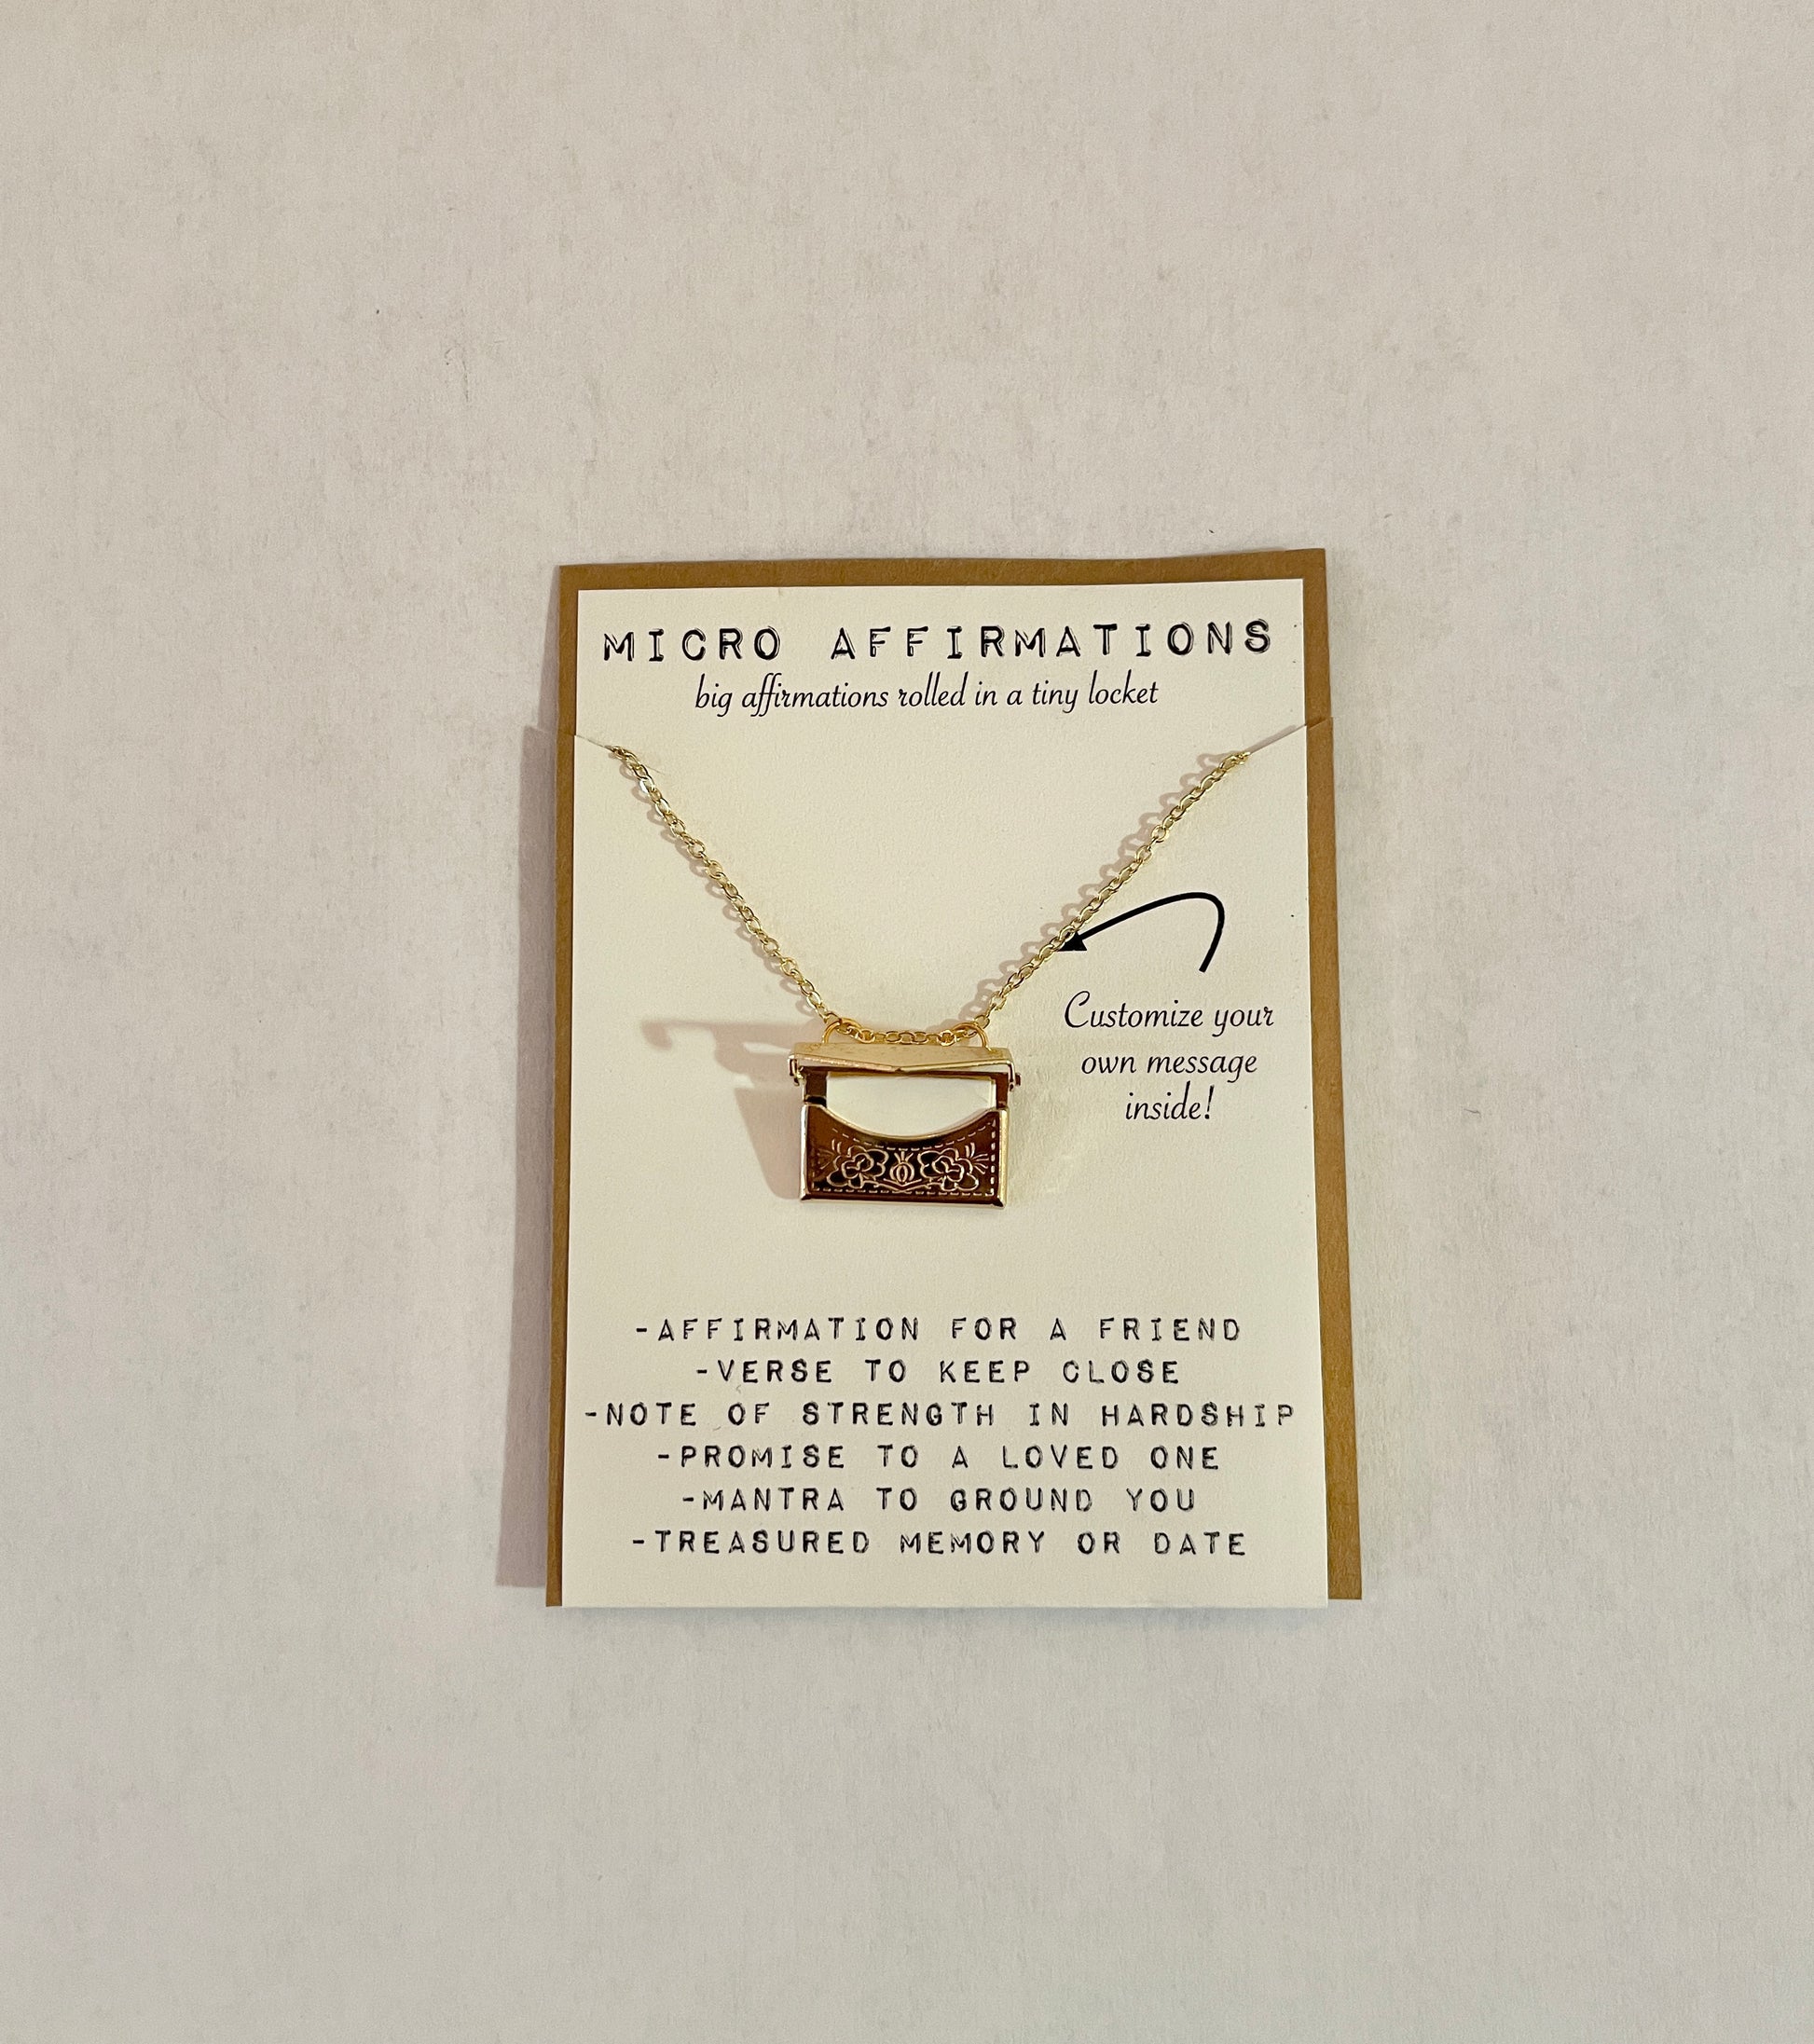 MICRO AFFIRMATIONS
big affirmations rolled in a tiny locket
Customize your
own message
inside!
-AFFIRMATION FOR A FRIEND
-VERSE TO KEEP CLOSE
-NOTE OF STRENGTH IN HARDSHIP
-PROMISE TO A LOVED ONE
-MANTRA TO GROUND YOU
-TREASURED MEMORY OR DATE